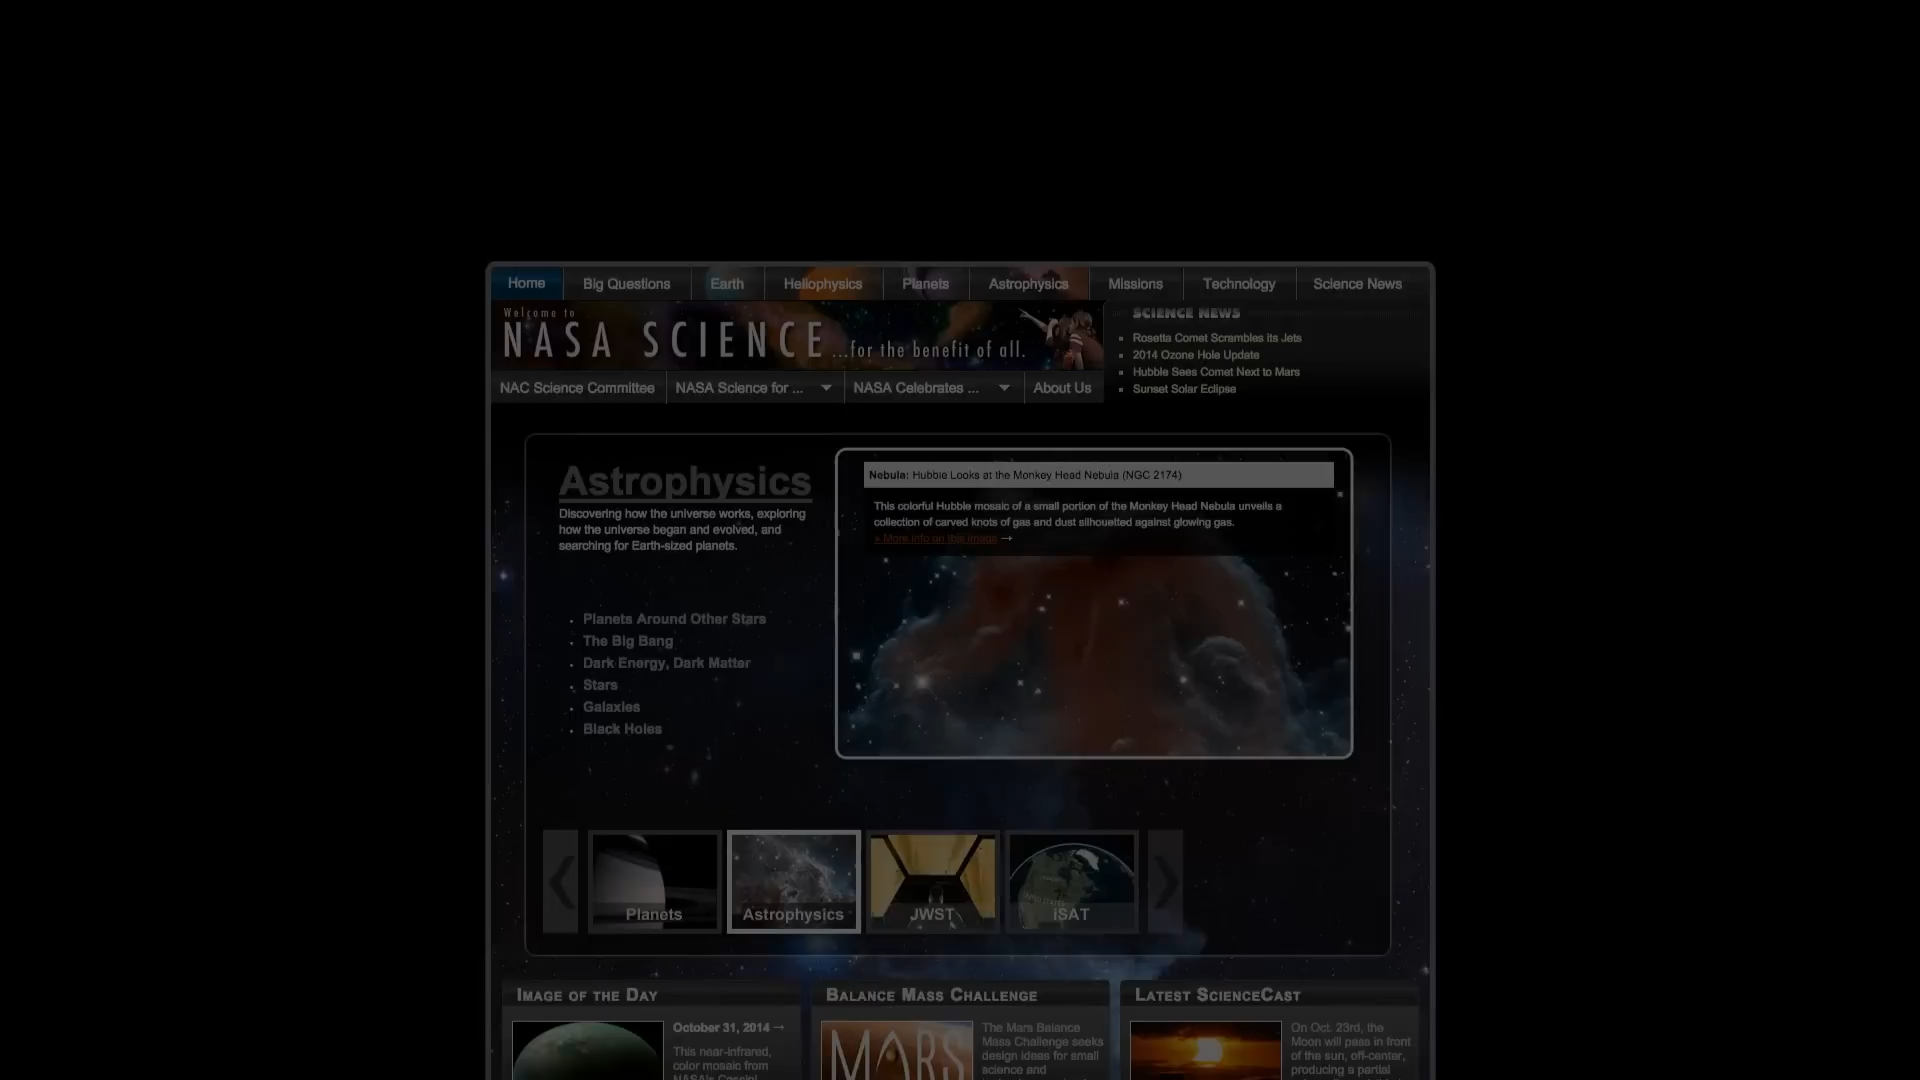 Home Big Questions Earth Heliophysics Planets Astrophysics Missions Technology Science News
Welcome to
NASA SCIENCE ...for the benefit of all.
SCIENCE NEWS
Rosetta Comet Scrambles its Jets
2014 Ozone Hole Update
Hubble Sees Comet Next to Mars
Sunset Solar Eclipse
NAC Science Committee NASA Science for ... NASA Celebrates ... About Us
Astrophysics
Discovering how the universe works, exploring
how the universe began and evolved, and
searching for Earth-sized planets.
Planets Around Other Stars
The Big Bang
Dark Energy, Dark Matter
Stars
Galaxies
Black Holes
Nebula: Hubble Looks at the Monkey Head Nebula (NGC 2174)
This colorful Hubble mosaic of a small portion of the Monkey Head Nebula unveils a
collection of carved knots of gas and dust silhouetted against glowing gas.
» More info on this image →
Planets Astrophysics JWST iSAT
Image of the Day
October 31, 2014 →
This near-infrared,
color mosaic from
NASA's Cassini
Balance Mass Challenge
MARS
The Mars Balance
Mass Challenge seeks
design ideas for small
science and
Latest ScienceCast
On Oct. 23rd, the
Moon will pass in front
of the sun, off-center,
producing a partial